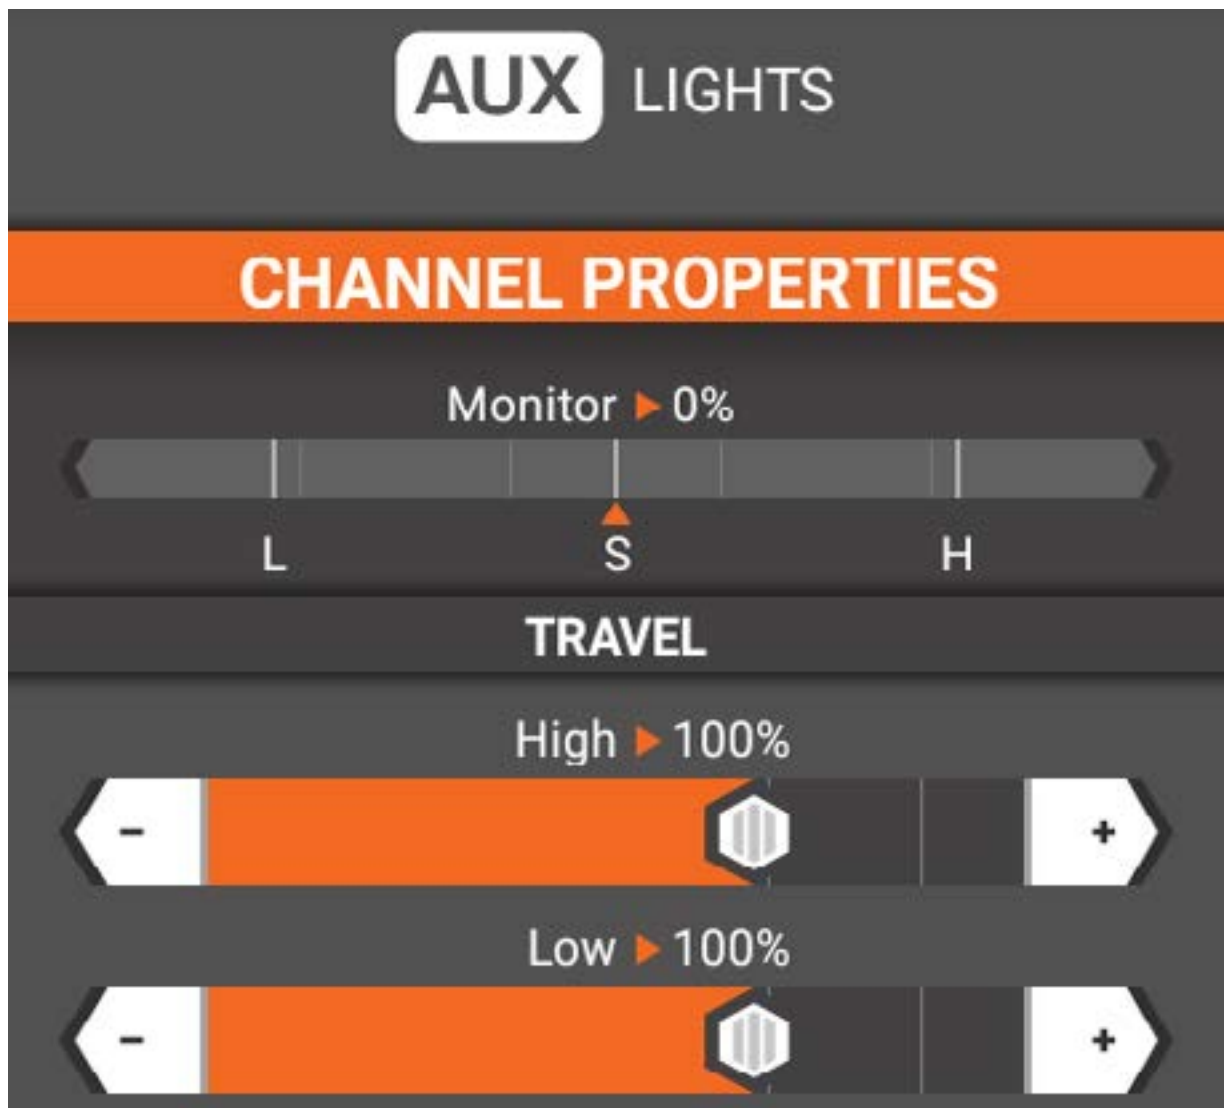 AUX LIGHTS
CHANNEL PROPERTIES
Monitor ▶ 0%
L S H
TRAVEL
High ▶ 100%
- +
Low ▶ 100%
- +